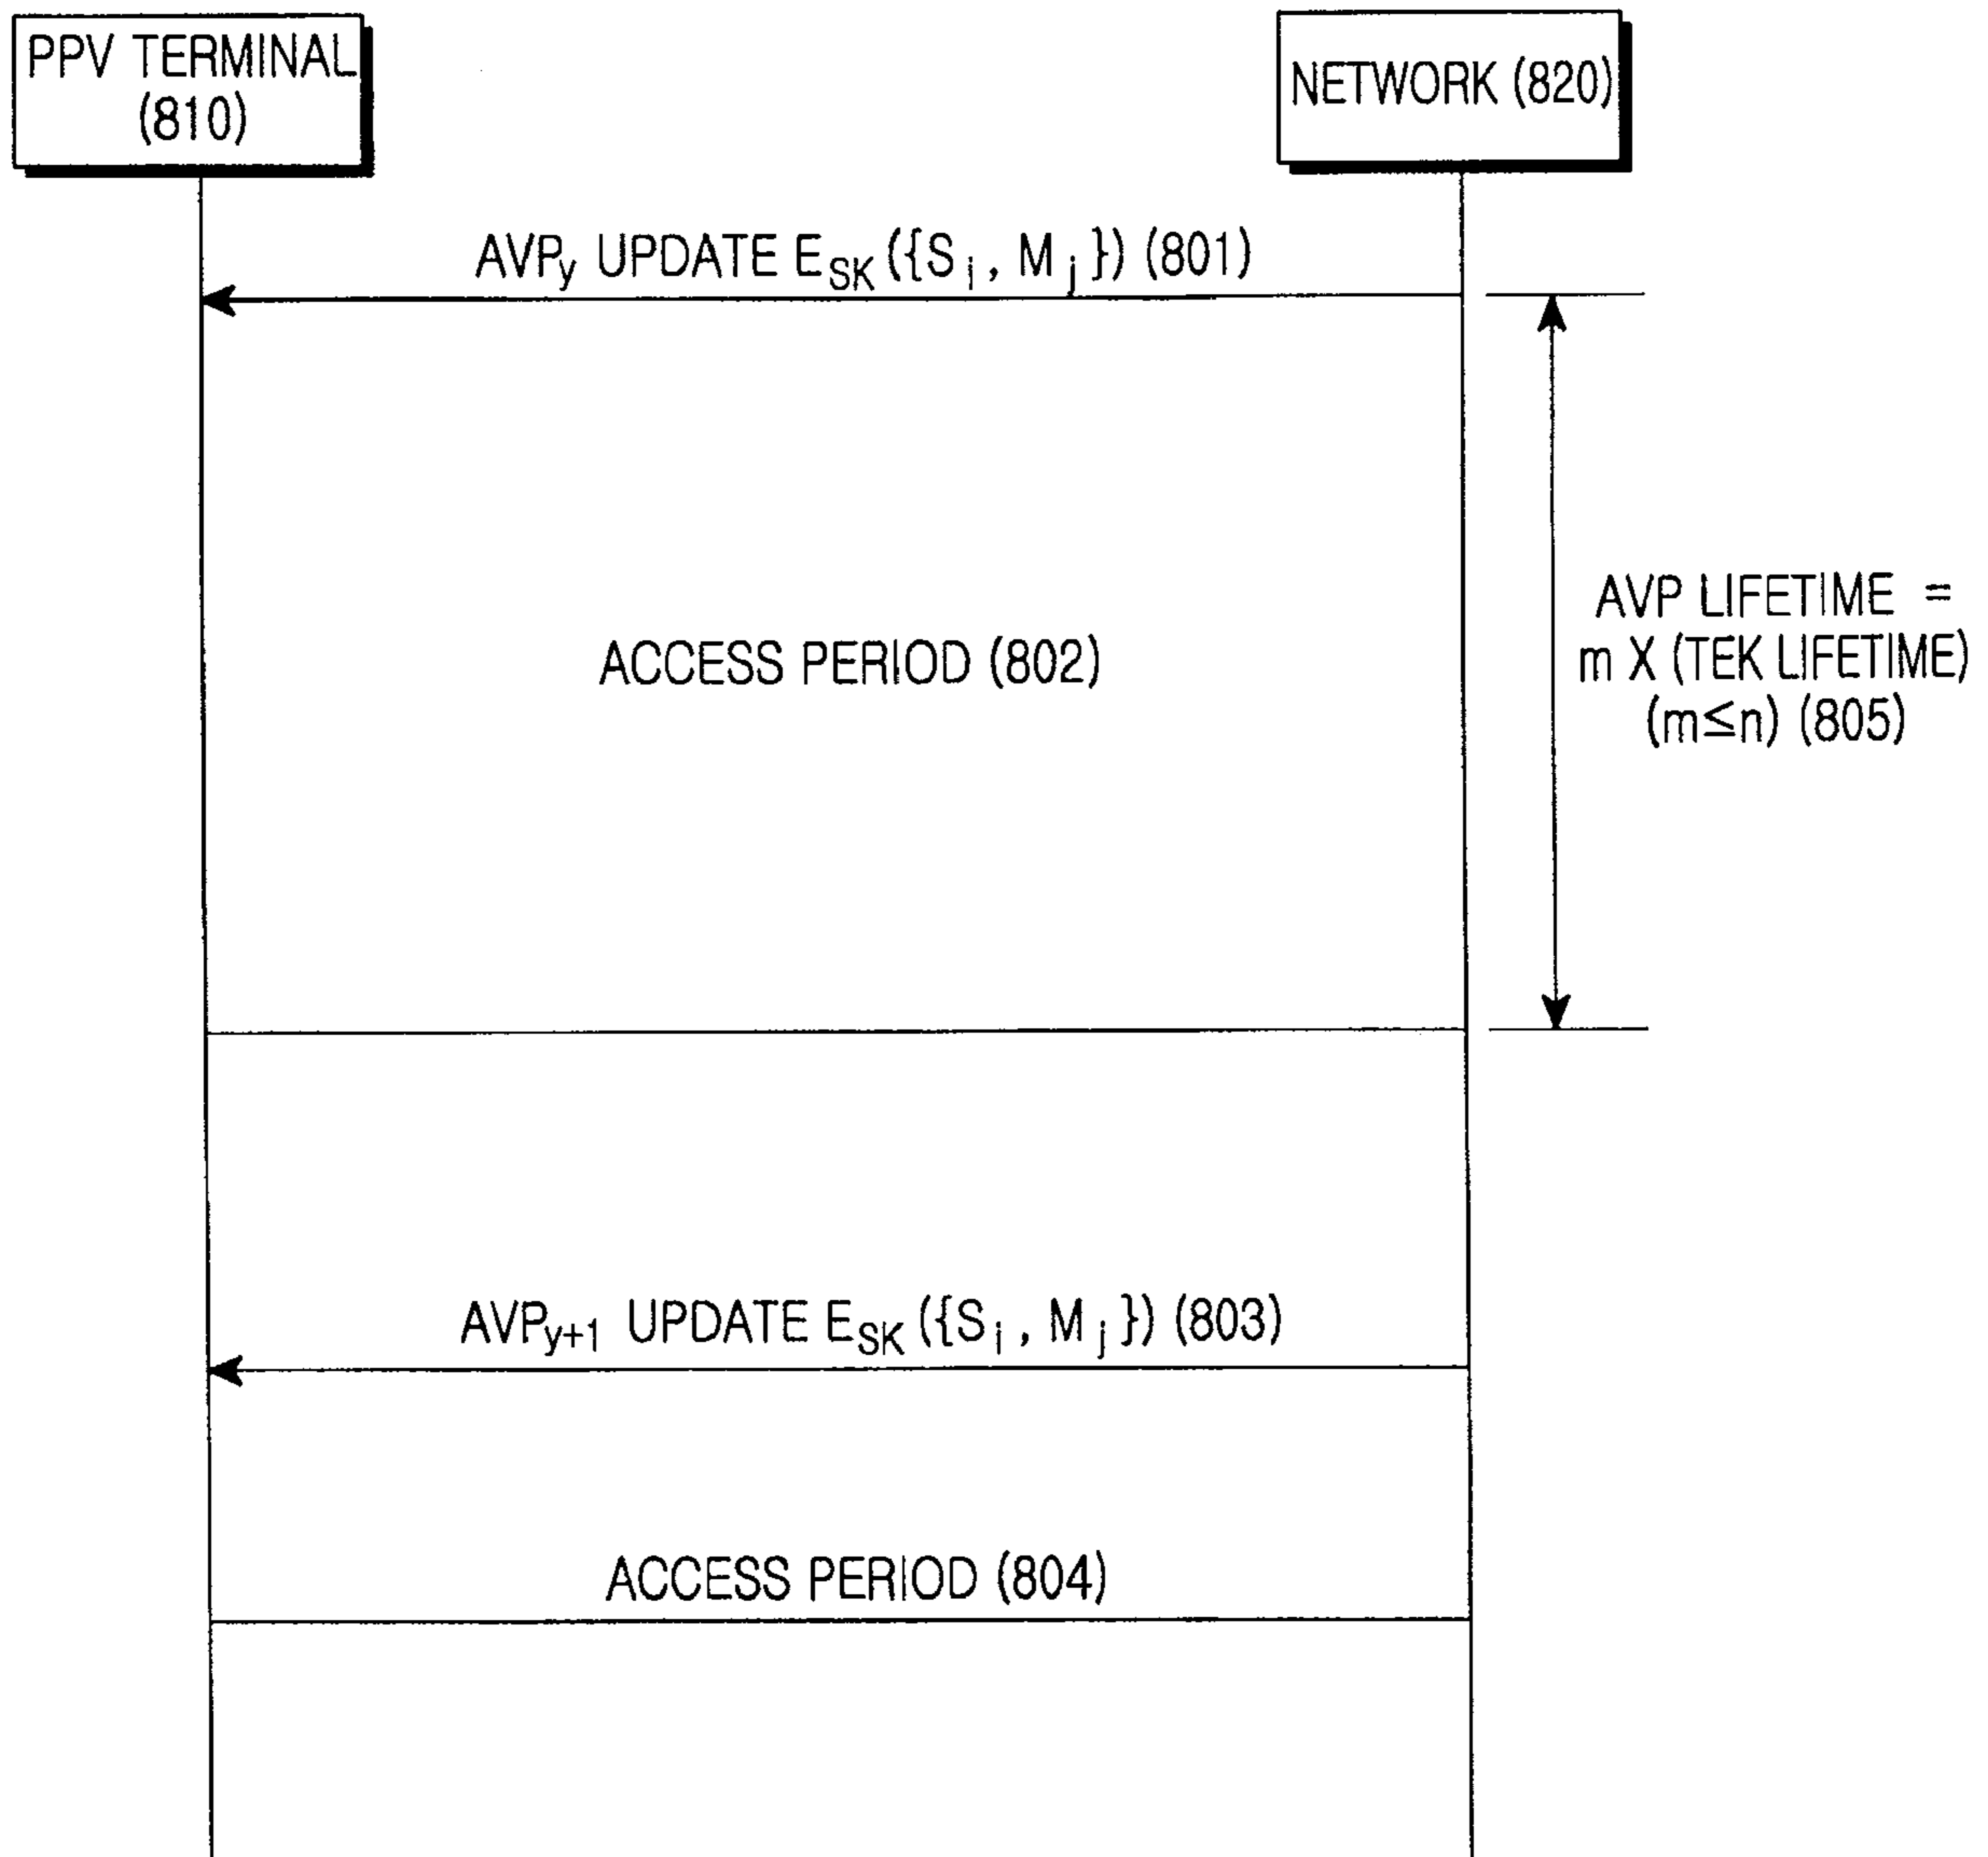 PPV TERMINAL
(810)
NETWORK (820)
AVPy UPDATE ESK ({Si, Mj}) (801)
ACCESS PERIOD (802)
AVP LIFETIME =
m X (TEK LIFETIME)
(m≤n) (805)
AVPy+1 UPDATE ESK ({Si, Mj}) (803)
ACCESS PERIOD (804)